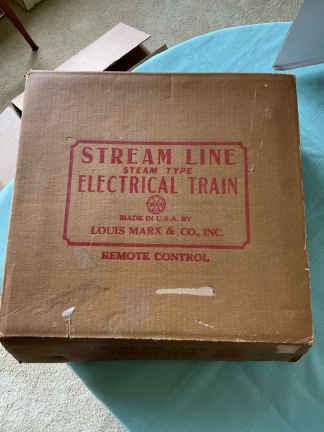 STREAM LINE
STEAM TYPE
ELECTRICAL TRAIN
MADE IN U.S.A. BY
LOUIS MARX & CO., INC.
REMOTE CONTROL